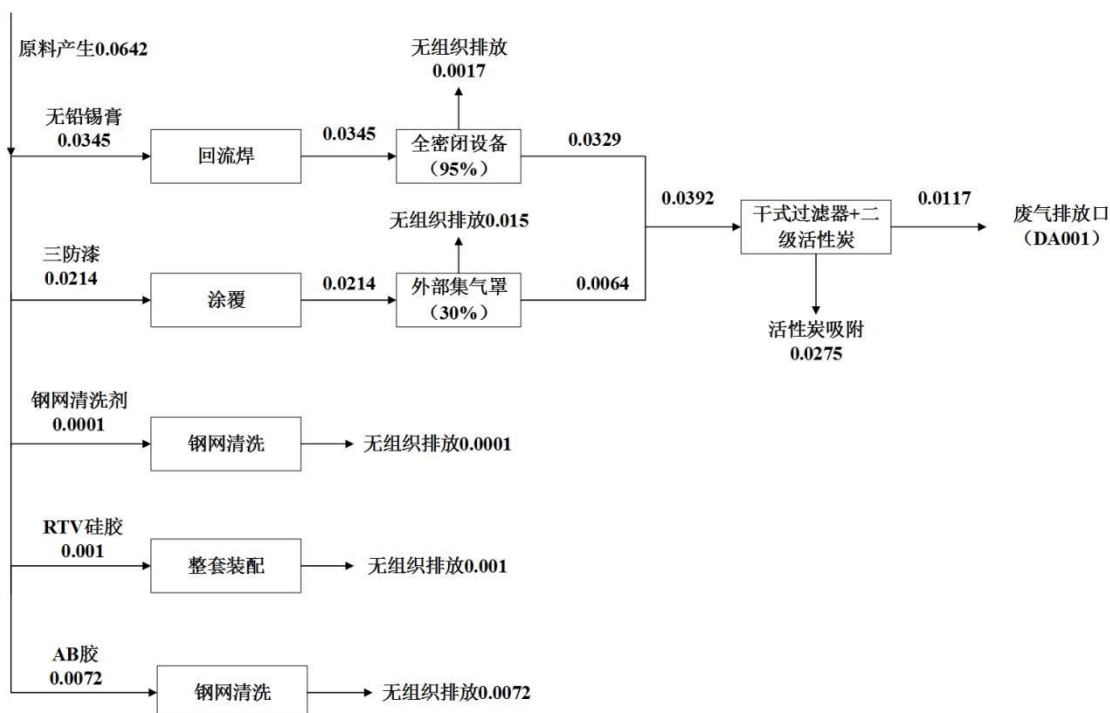 原料产生0.0642
无组织排放
0.0017
无铅锡膏
0.0345
回流焊
0.0345
全密闭设备
（95%）
0.0329
0.0392
干式过滤器+二
级活性炭
0.0117
废气排放口
（DA001）
无组织排放0.015
三防漆
0.0214
涂覆
0.0214
外部集气罩
（30%）
0.0064
活性炭吸附
0.0275
钢网清洗剂
0.0001
钢网清洗
无组织排放0.0001
RTV硅胶
0.001
整套装配
无组织排放0.001
AB胶
0.0072
钢网清洗
无组织排放0.0072